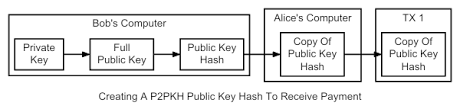 Bob's Computer
Alice's Computer
TX 1
Private
Key
Full
Public Key
Public Key
Hash
Copy Of
Public Key
Hash
Copy Of
Public Key
Hash
Creating A P2PKH Public Key Hash To Receive Payment